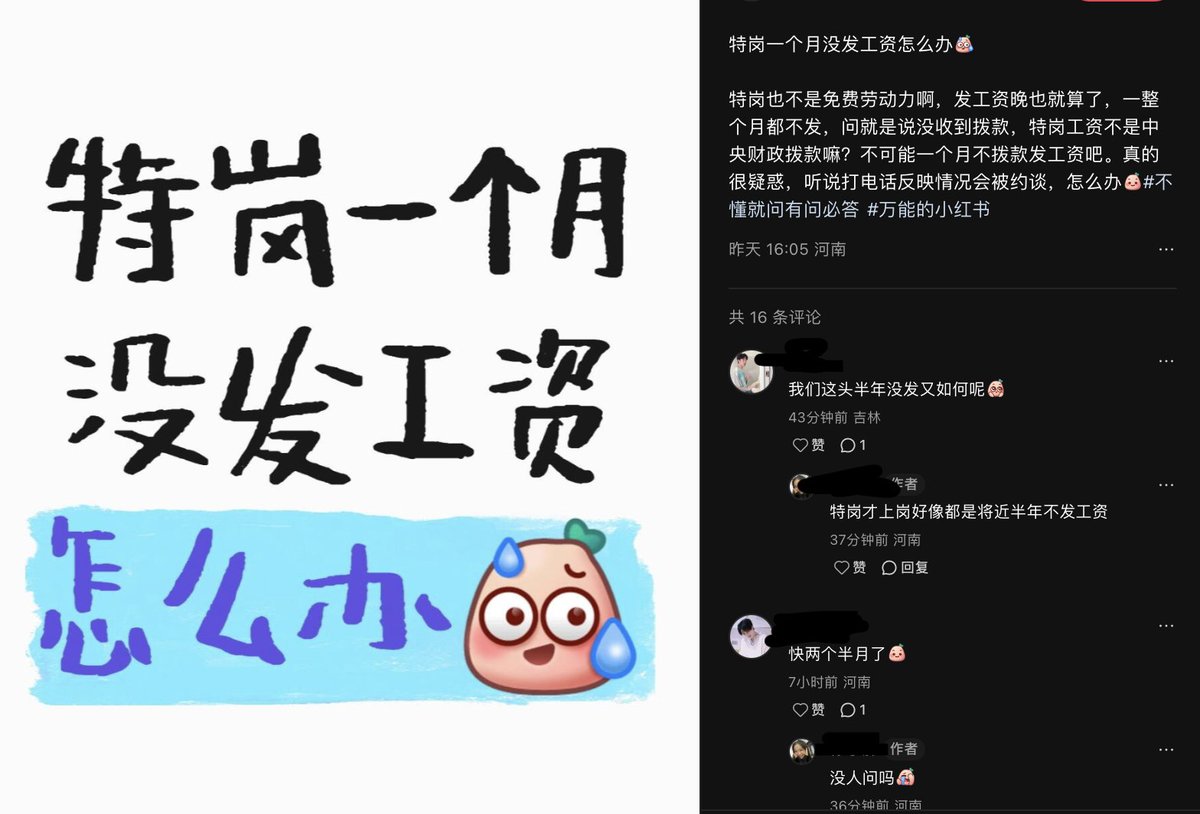 特岗一个月
没发工资
怎么办
特岗一个月没发工资怎么办
特岗也不是免费劳动力啊，发工资晚也就算了，一整
个月都不发，问就是说没收到拨款，特岗工资不是中
央财政拨款嘛？不可能一个月不拨款发工资吧。真的
很疑惑，听说打电话反映情况会被约谈，怎么办#不
懂就问有问必答 #万能的小红书
昨天 16:05 河南
共 16 条评论
我们这头半年没发又如何呢
43分钟前 吉林
赞 1
作者
特岗才上岗好像都是将近半年不发工资
37分钟前 河南
赞 回复
快两个半月了
7小时前 河南
赞 1
作者
没人问吗
36分钟前 河南